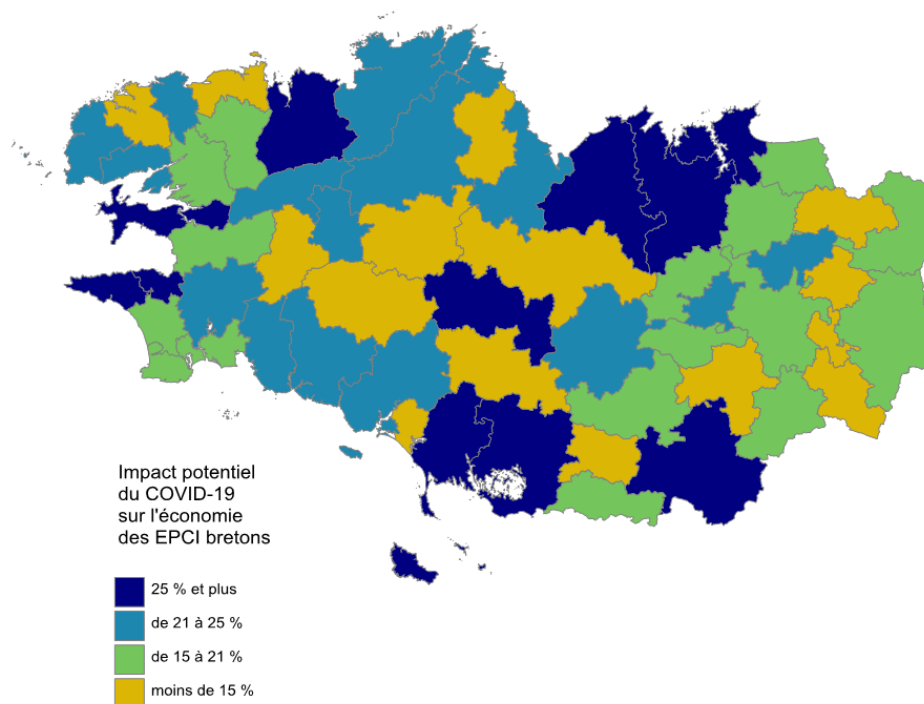 Impact potentiel
du COVID-19
sur l'économie
des EPCI bretons
25 % et plus
de 21 à 25 %
de 15 à 21 %
moins de 15 %